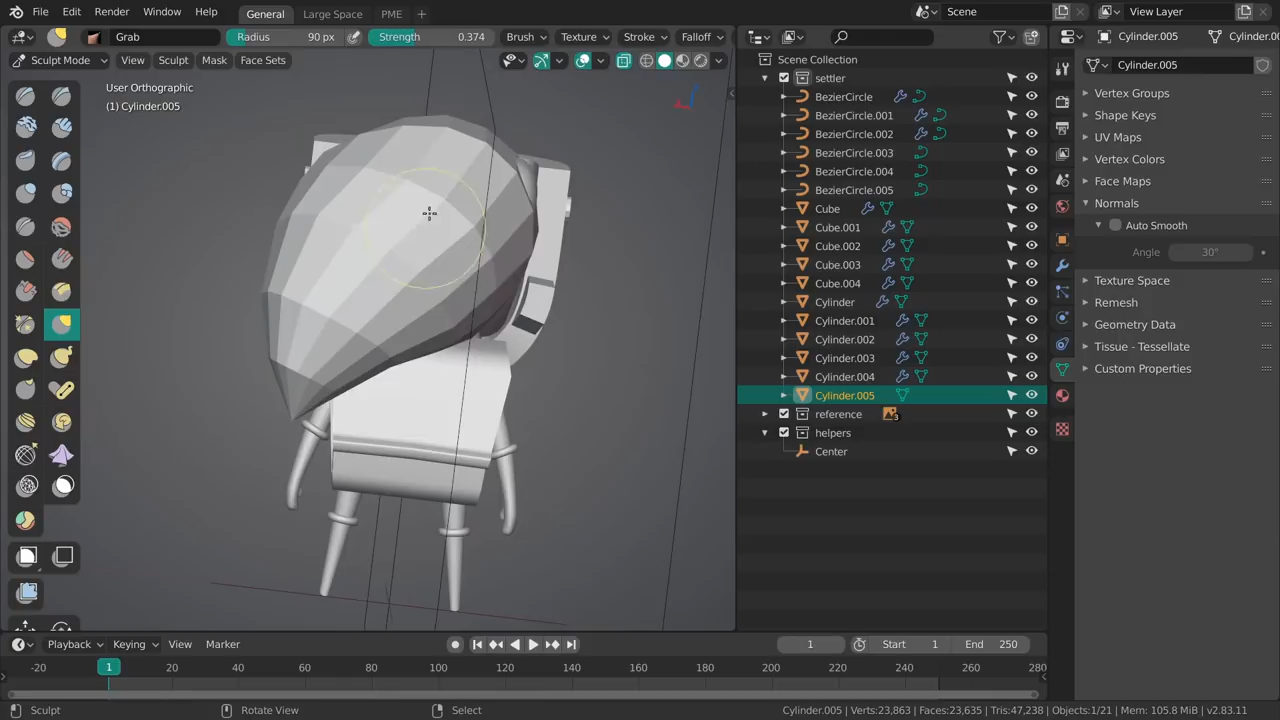 File Edit Render Window Help General Large Space PME + Scene View Layer
Grab Radius 90 px Strength 0.374 Brush Texture Stroke Falloff
Cylinder.005 Cylinder.00
Sculpt Mode View Sculpt Mask Face Sets
User Orthographic
(1) Cylinder.005
Scene Collection
settler
BezierCircle
BezierCircle.001
BezierCircle.002
BezierCircle.003
BezierCircle.004
BezierCircle.005
Cube
Cube.001
Cube.002
Cube.003
Cube.004
Cylinder
Cylinder.001
Cylinder.002
Cylinder.003
Cylinder.004
Cylinder.005
reference 3
helpers
Center
Cylinder.005
Vertex Groups
Shape Keys
UV Maps
Vertex Colors
Face Maps
Normals
Auto Smooth
Angle 30°
Texture Space
Remesh
Geometry Data
Tissue - Tessellate
Custom Properties
Playback Keying View Marker 1 Start 1 End 250
-20 1 20 40 60 80 100 120 140 160 180 200 220 240 260 280
Sculpt Rotate View Select Cylinder.005 | Verts:23,863 | Faces:23,635 | Tris:47,238 | Objects:1/21 | Mem: 105.8 MiB | v2.83.11